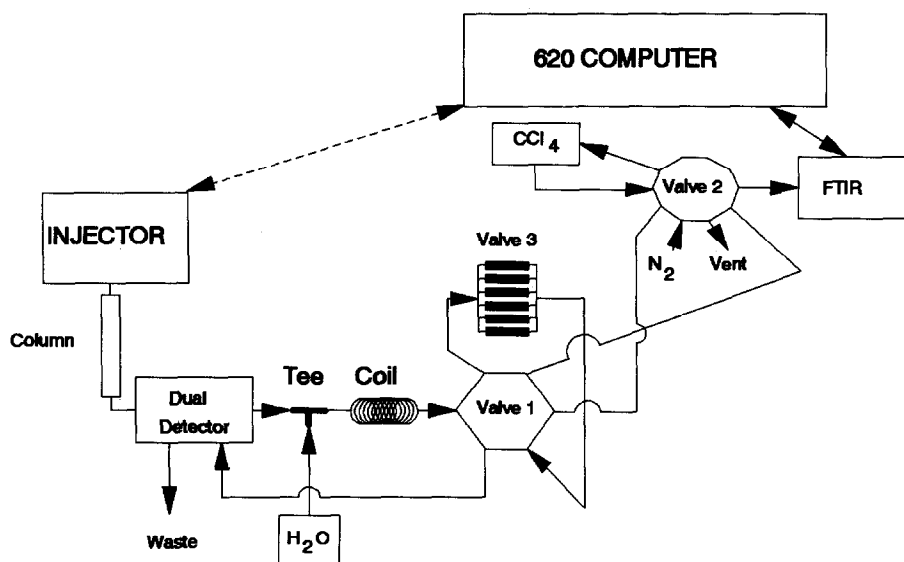 620 COMPUTER
CCl4
Valve 2
FTIR
INJECTOR
Valve 3
N2
Vent
Column
Tee
Coil
Dual
Detector
Valve 1
Waste
H2O